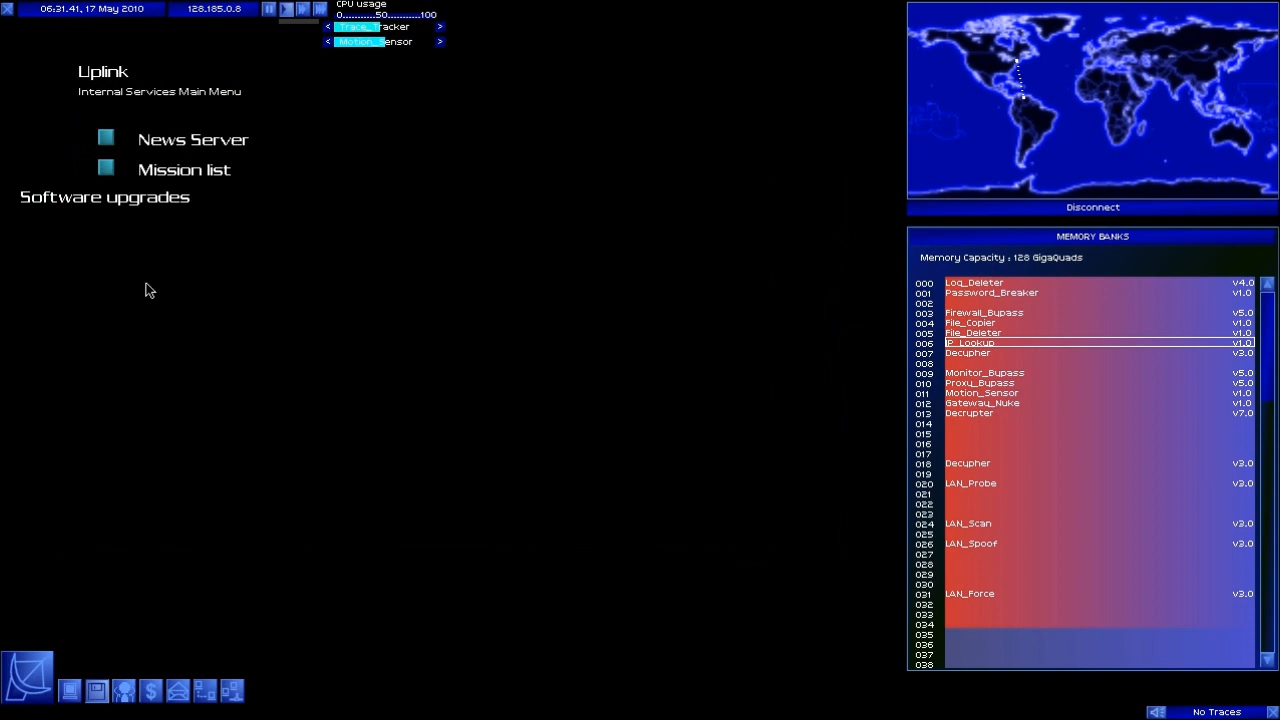 06:31.41, 17 May 2010
128.185.0.8
CPU usage
0..........50.........100
Trace_Tracker
Motion_Sensor
Uplink
Internal Services Main Menu
News Server
Mission list
Software upgrades
Disconnect
MEMORY BANKS
Memory Capacity : 128 GigaQuads
000 Log_Deleter v4.0
001 Password_Breaker v1.0
002
003 Firewall_Bypass v5.0
004 File_Copier v1.0
005 File_Deleter v1.0
006 IP_Lookup v1.0
007 Decypher v3.0
008
009 Monitor_Bypass v5.0
010 Proxy_Bypass v5.0
011 Motion_Sensor v1.0
012 Gateway_Nuke v1.0
013 Decrypter v7.0
014
015
016
017
018 Decypher v3.0
019
020 LAN_Probe v3.0
021
022
023
024 LAN_Scan v3.0
025
026 LAN_Spoof v3.0
027
028
029
030
031 LAN_Force v3.0
032
033
034
035
036
037
038
No Traces